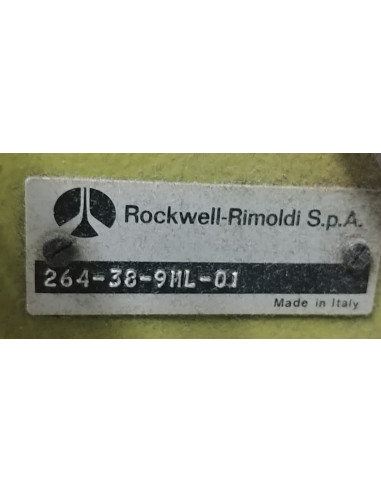 Rockwell-Rimoldi S.p.A.
264-38-9ML-01
Made in Italy